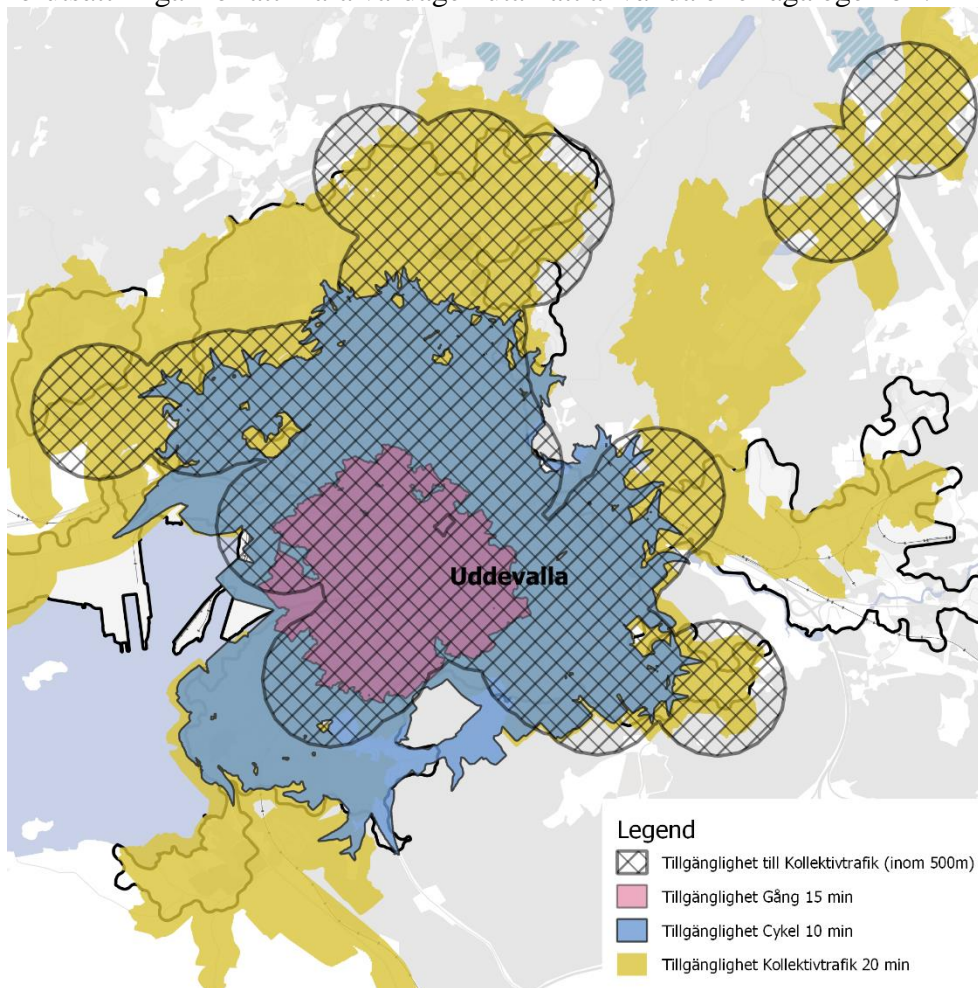 Uddevalla
Legend
Tillgänglighet till Kollektivtrafik (inom 500m)
Tillgänglighet Gång 15 min
Tillgänglighet Cykel 10 min
Tillgänglighet Kollektivtrafik 20 min